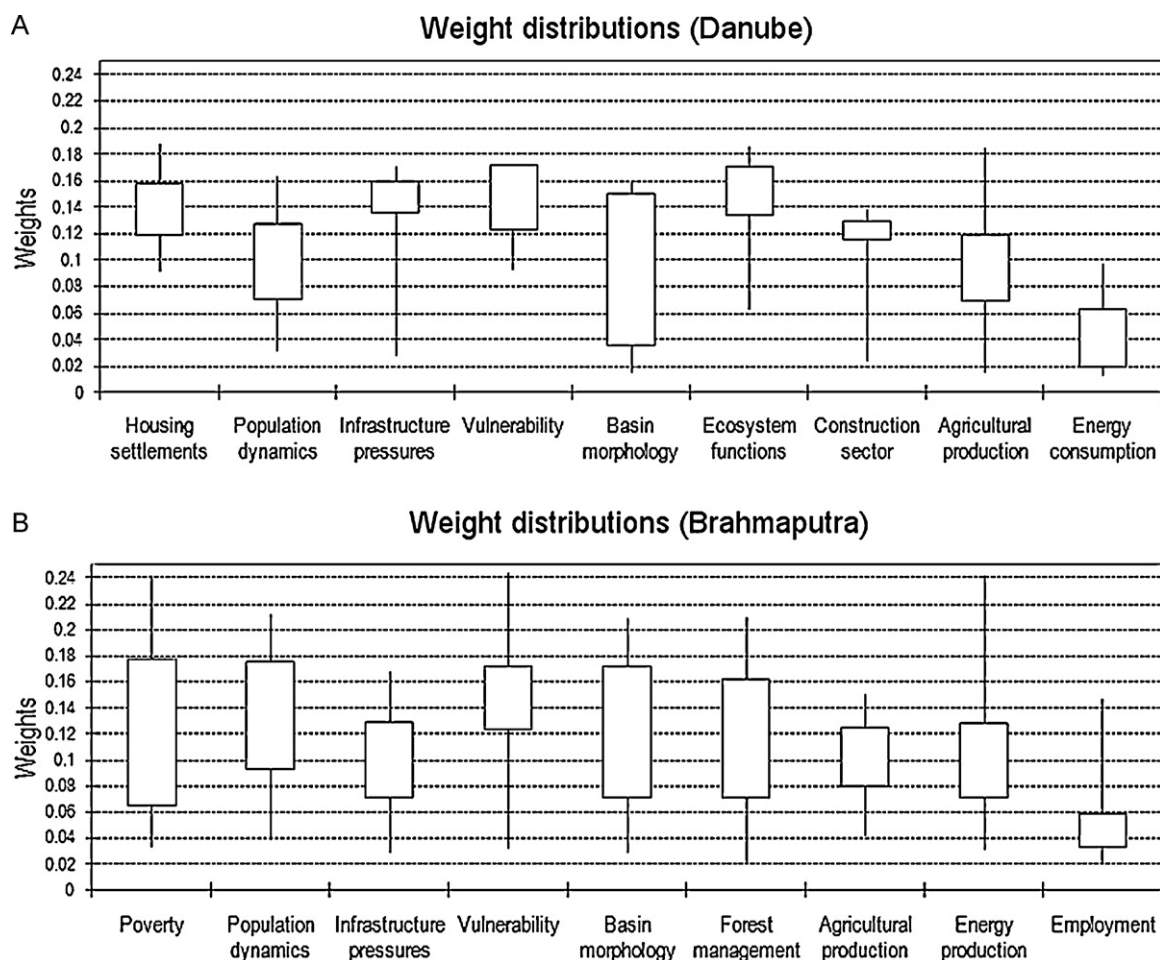 A
Weight distributions (Danube)
Weights
0.24
0.22
0.2
0.18
0.16
0.14
0.12
0.1
0.08
0.06
0.04
0.02
0
Housing settlements
Population dynamics
Infrastructure pressures
Vulnerability
Basin morphology
Ecosystem functions
Construction sector
Agricultural production
Energy consumption
B
Weight distributions (Brahmaputra)
Weights
0.24
0.22
0.2
0.18
0.16
0.14
0.12
0.1
0.08
0.06
0.04
0.02
0
Poverty
Population dynamics
Infrastructure pressures
Vulnerability
Basin morphology
Forest management
Agricultural production
Energy production
Employment